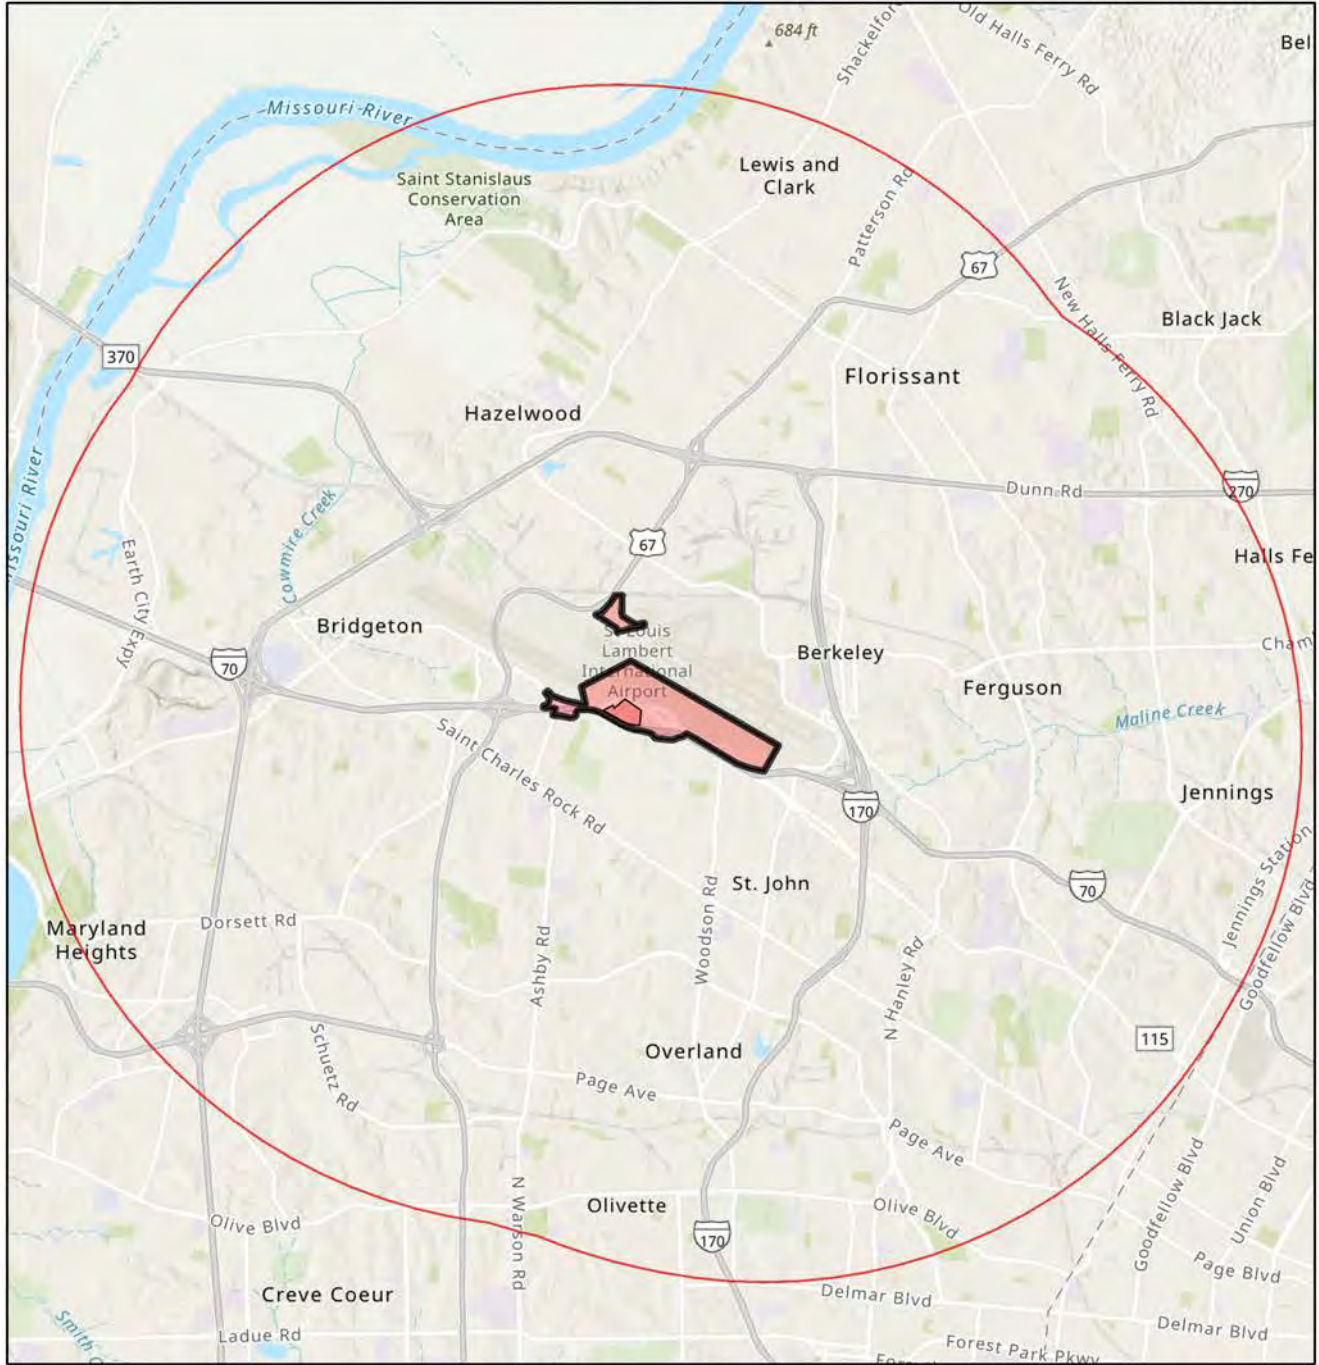 684 ft
Old Halls Ferry Rd
Shackelfor
Bel
Missouri River
Lewis and
Clark
Saint Stanislaus
Conservation
Area
Patterson Rd
67
New Halls Ferry Rd
Black Jack
370
Florissant
Hazelwood
Missouri River
Dunn Rd
270
Cowmire Creek
67
Earth City Expy
Halls Fe
Bridgeton
St Louis
Lambert
International
Airport
Berkeley
Cham
70
Ferguson
Maline Creek
Saint Charles Rock Rd
170
Jennings
Jennings Station
St. John
70
Goodfellow Blvd
Maryland
Heights
Dorsett Rd
Ashby Rd
Woodson Rd
N Hanley Rd
Schuetz Rd
Overland
115
Page Ave
Page Ave
N Warson Rd
Olivette
Olive Blvd
Olive Blvd
170
Goodfellow Blvd
Union Blvd
Page Blvd
Creve Coeur
Delmar Blvd
Delmar Blvd
Ladue Rd
Smith
Forest Park Pkwy